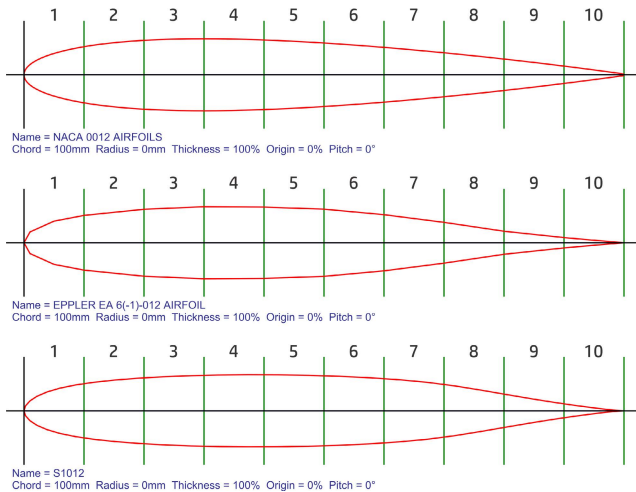 1 2 3 4 5 6 7 8 9 10
Name = NACA 0012 AIRFOILS
Chord = 100mm Radius = 0mm Thickness = 100% Origin = 0% Pitch = 0°
1 2 3 4 5 6 7 8 9 10
Name = EPPLER EA 6(-1)-012 AIRFOIL
Chord = 100mm Radius = 0mm Thickness = 100% Origin = 0% Pitch = 0°
1 2 3 4 5 6 7 8 9 10
Name = S1012
Chord = 100mm Radius = 0mm Thickness = 100% Origin = 0% Pitch = 0°